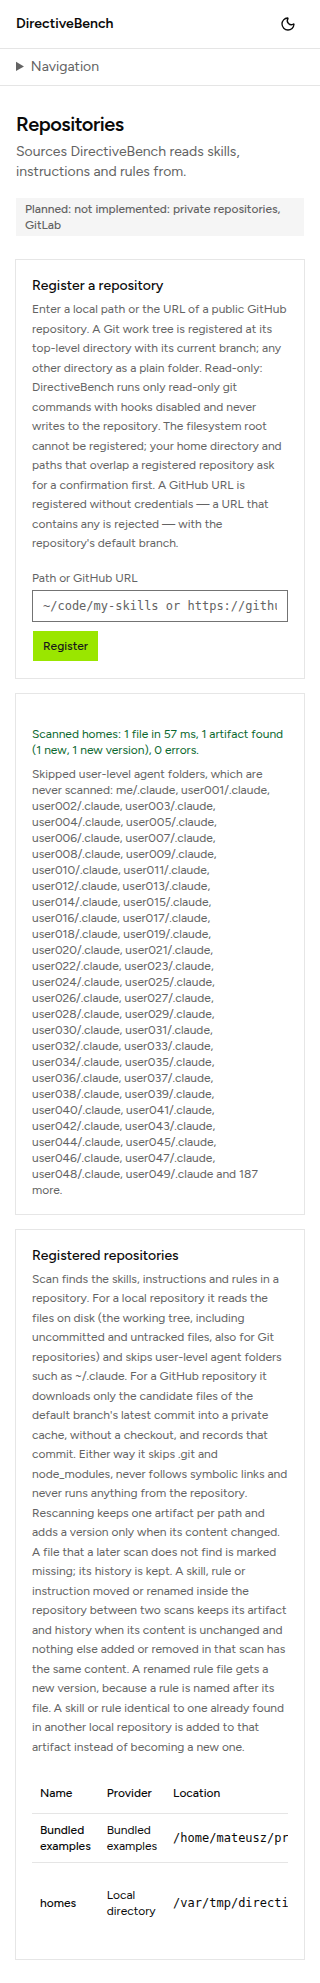 DirectiveBench
Navigation
Repositories
Sources DirectiveBench reads skills,
instructions and rules from.
Planned: not implemented: private repositories,
GitLab
Register a repository
Enter a local path or the URL of a public GitHub
repository. A Git work tree is registered at its
top-level directory with its current branch; any
other directory as a plain folder. Read-only:
DirectiveBench runs only read-only git
commands with hooks disabled and never
writes to the repository. The filesystem root
cannot be registered; your home directory and
paths that overlap a registered repository ask
for a confirmation first. A GitHub URL is
registered without credentials — a URL that
contains any is rejected — with the
repository's default branch.
Path or GitHub URL
~/code/my-skills or https://gith
Register
Scanned homes: 1 file in 57 ms, 1 artifact found
(1 new, 1 new version), 0 errors.
Skipped user-level agent folders, which are
never scanned: me/.claude, user001/.claude,
user002/.claude, user003/.claude,
user004/.claude, user005/.claude,
user006/.claude, user007/.claude,
user008/.claude, user009/.claude,
user010/.claude, user011/.claude,
user012/.claude, user013/.claude,
user014/.claude, user015/.claude,
user016/.claude, user017/.claude,
user018/.claude, user019/.claude,
user020/.claude, user021/.claude,
user022/.claude, user023/.claude,
user024/.claude, user025/.claude,
user026/.claude, user027/.claude,
user028/.claude, user029/.claude,
user030/.claude, user031/.claude,
user032/.claude, user033/.claude,
user034/.claude, user035/.claude,
user036/.claude, user037/.claude,
user038/.claude, user039/.claude,
user040/.claude, user041/.claude,
user042/.claude, user043/.claude,
user044/.claude, user045/.claude,
user046/.claude, user047/.claude,
user048/.claude, user049/.claude and 187
more.
Registered repositories
Scan finds the skills, instructions and rules in a
repository. For a local repository it reads the
files on disk (the working tree, including
uncommitted and untracked files, also for Git
repositories) and skips user-level agent folders
such as ~/.claude. For a GitHub repository it
downloads only the candidate files of the
default branch's latest commit into a private
cache, without a checkout, and records that
commit. Either way it skips .git and
node_modules, never follows symbolic links and
never runs anything from the repository.
Rescanning keeps one artifact per path and
adds a version only when its content changed.
A file that a later scan does not find is marked
missing; its history is kept. A skill, rule or
instruction moved or renamed inside the
repository between two scans keeps its artifact
and history when its content is unchanged and
nothing else added or removed in that scan has
the same content. A renamed rule file gets a
new version, because a rule is named after its
file. A skill or rule identical to one already found
in another local repository is added to that
artifact instead of becoming a new one.
Name Provider Location
Bundled examples Bundled examples /home/mateusz/pr
homes Local directory /var/tmp/directi